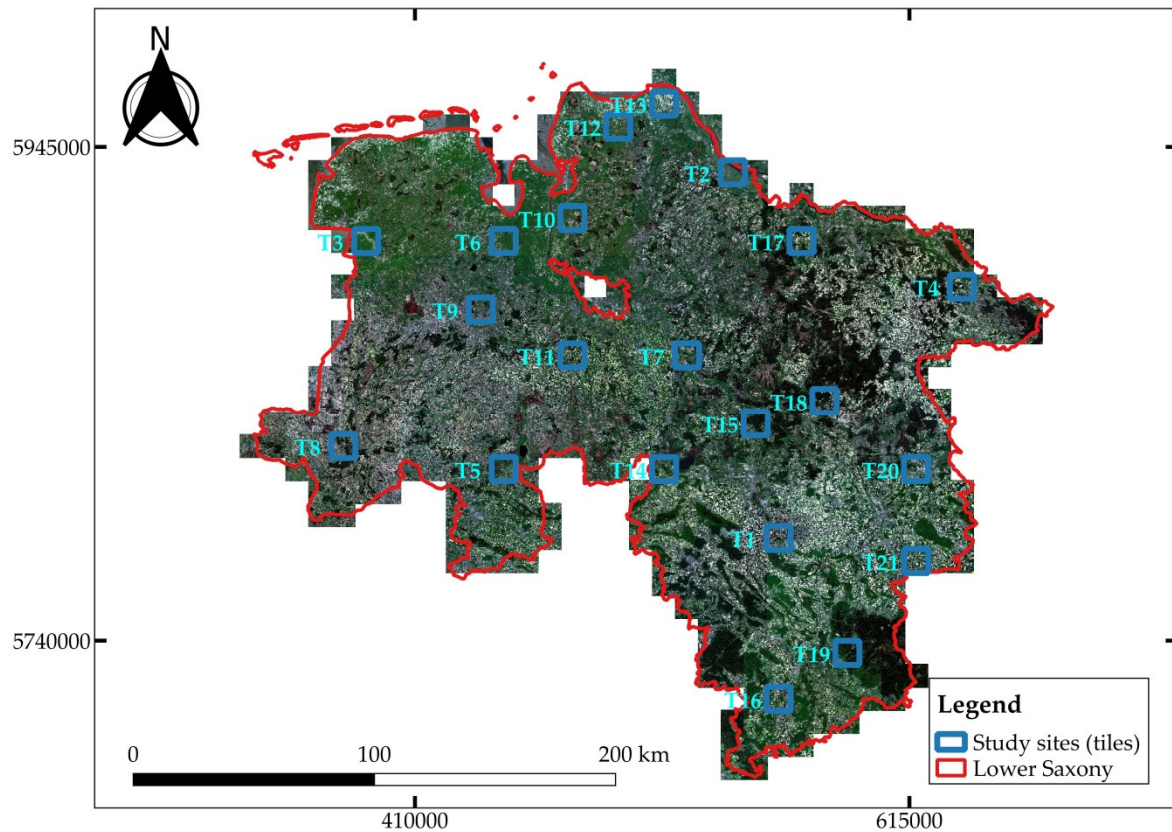 N
T13
T12
5945000
T2
T10
T3
T6
T17
T4
T9
T11
T7
T18
T15
T8
T5
T14
T20
T1
T21
5740000
T19
T16
Legend
Study sites (tiles)
Lower Saxony
0 100 200 km
410000 615000